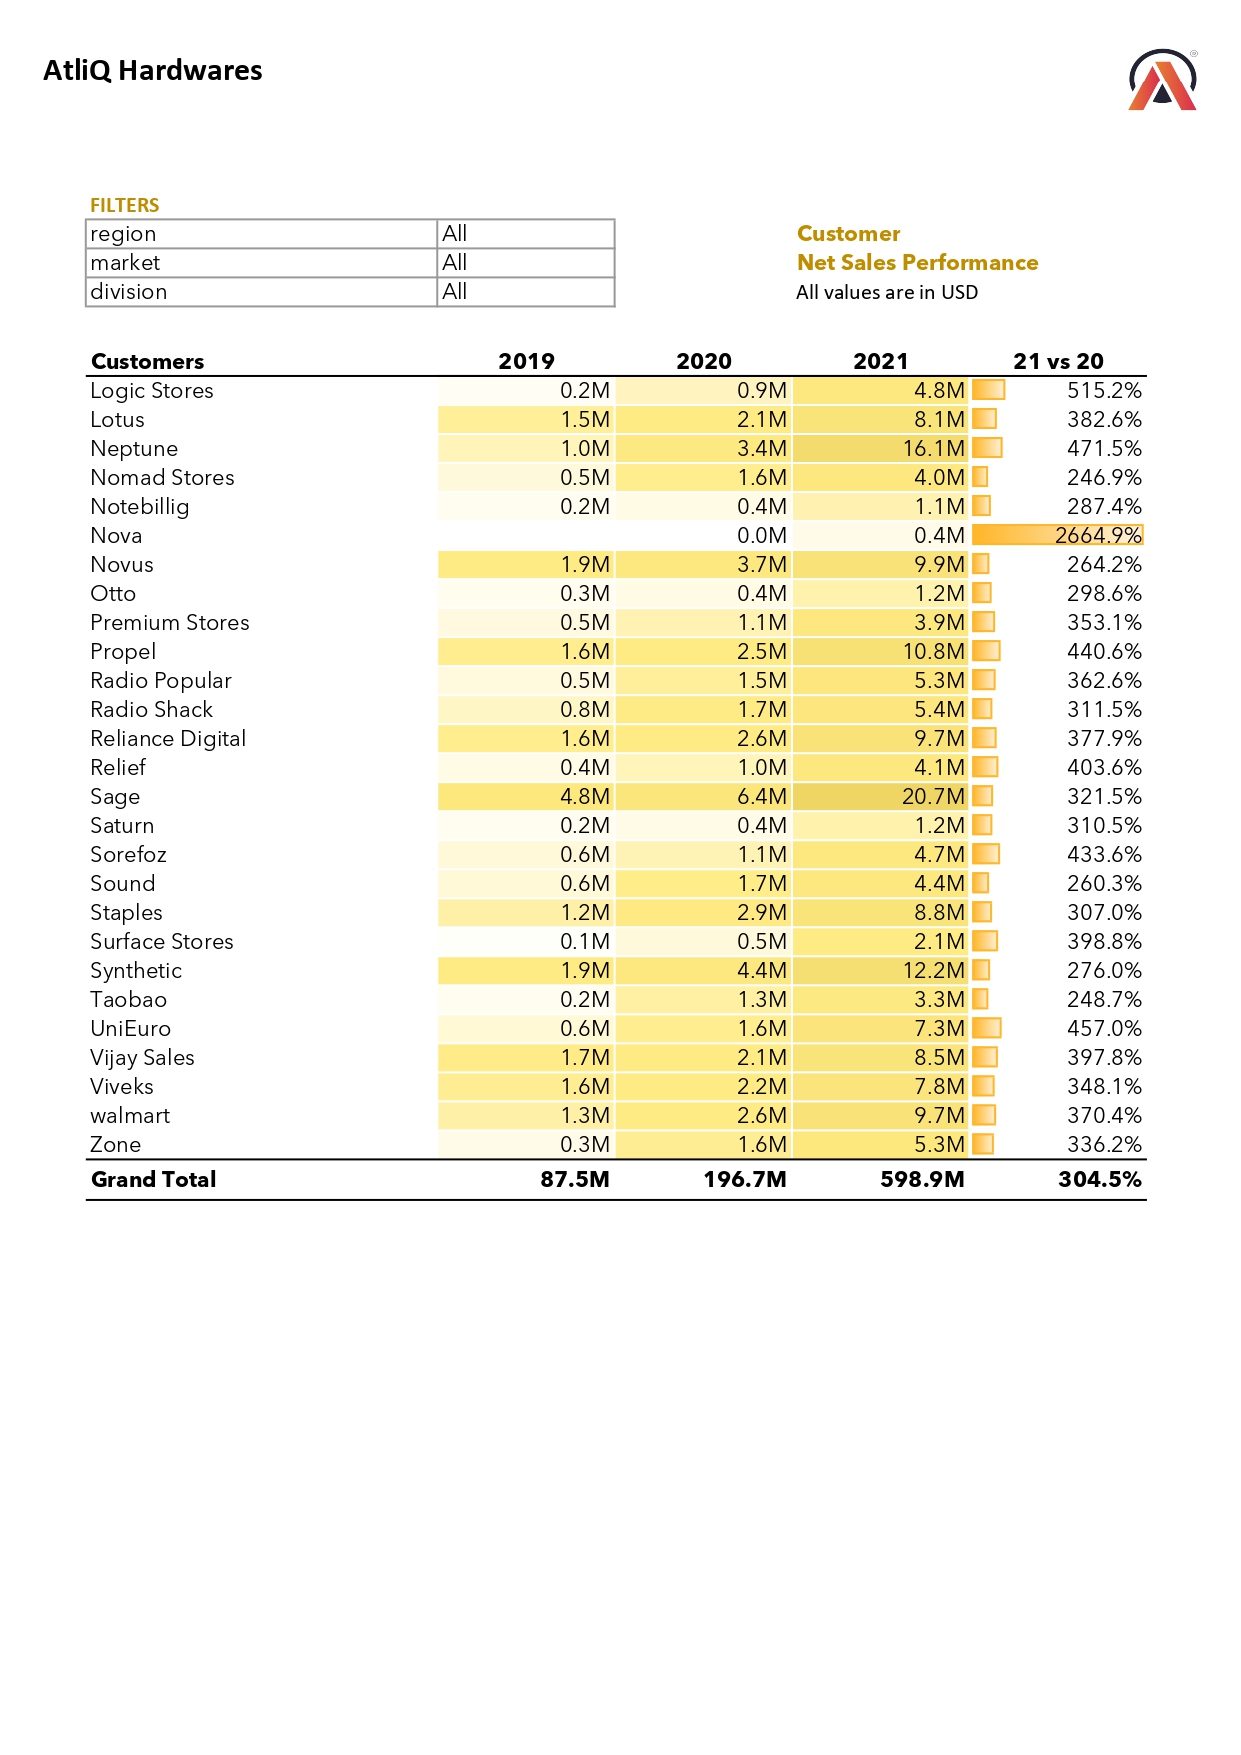 AtliQ Hardwares
®
FILTERS
region All
market All
division All
Customer
Net Sales Performance
All values are in USD
Customers 2019 2020 2021 21 vs 20
Logic Stores 0.2M 0.9M 4.8M 515.2%
Lotus 1.5M 2.1M 8.1M 382.6%
Neptune 1.0M 3.4M 16.1M 471.5%
Nomad Stores 0.5M 1.6M 4.0M 246.9%
Notebillig 0.2M 0.4M 1.1M 287.4%
Nova 0.0M 0.4M 2664.9%
Novus 1.9M 3.7M 9.9M 264.2%
Otto 0.3M 0.4M 1.2M 298.6%
Premium Stores 0.5M 1.1M 3.9M 353.1%
Propel 1.6M 2.5M 10.8M 440.6%
Radio Popular 0.5M 1.5M 5.3M 362.6%
Radio Shack 0.8M 1.7M 5.4M 311.5%
Reliance Digital 1.6M 2.6M 9.7M 377.9%
Relief 0.4M 1.0M 4.1M 403.6%
Sage 4.8M 6.4M 20.7M 321.5%
Saturn 0.2M 0.4M 1.2M 310.5%
Sorefoz 0.6M 1.1M 4.7M 433.6%
Sound 0.6M 1.7M 4.4M 260.3%
Staples 1.2M 2.9M 8.8M 307.0%
Surface Stores 0.1M 0.5M 2.1M 398.8%
Synthetic 1.9M 4.4M 12.2M 276.0%
Taobao 0.2M 1.3M 3.3M 248.7%
UniEuro 0.6M 1.6M 7.3M 457.0%
Vijay Sales 1.7M 2.1M 8.5M 397.8%
Viveks 1.6M 2.2M 7.8M 348.1%
walmart 1.3M 2.6M 9.7M 370.4%
Zone 0.3M 1.6M 5.3M 336.2%
Grand Total 87.5M 196.7M 598.9M 304.5%